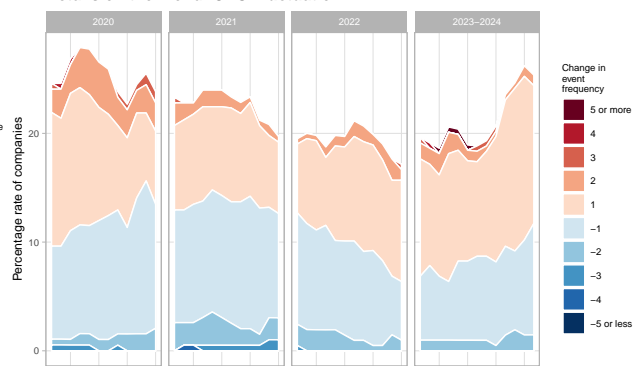 2020
2021
2022
2023–2024
Percentage rate of companies
20
10
0
Change in
event
frequency
5 or more
4
3
2
1
−1
−2
−3
−4
−5 or less